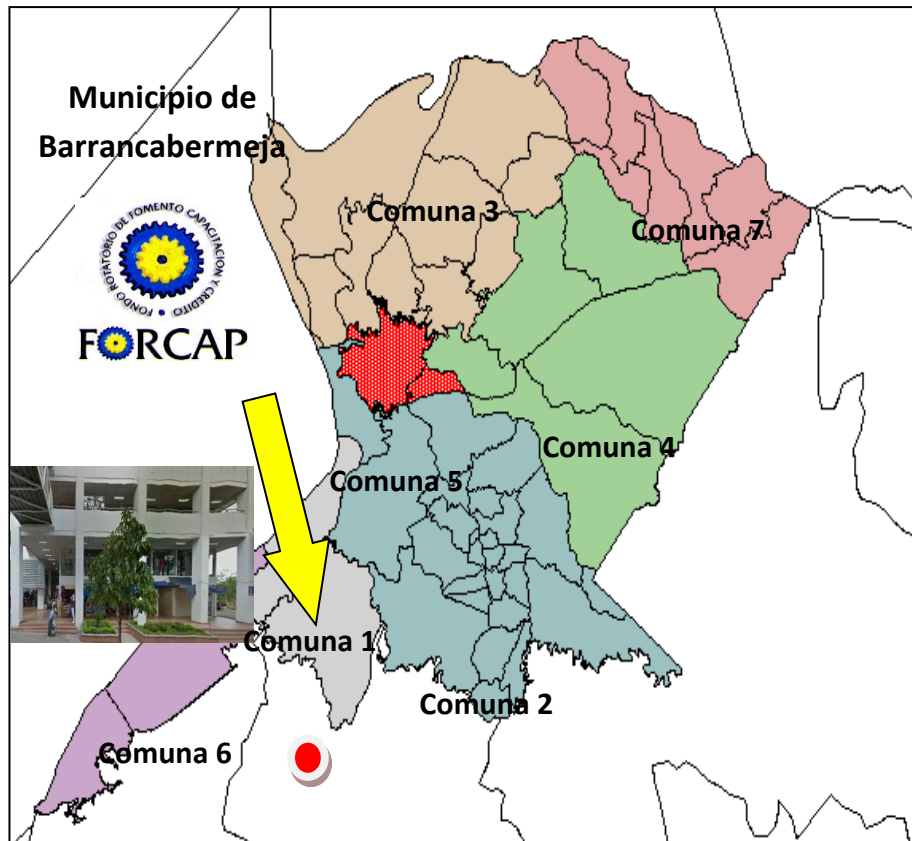 Municipio de
Barrancabermeja
FONDO ROTATORIO DE FOMENTO CAPACITACION Y CREDITO
FORCAP
Comuna 3
Comuna 7
Comuna 4
Comuna 5
Comuna 1
Comuna 2
Comuna 6